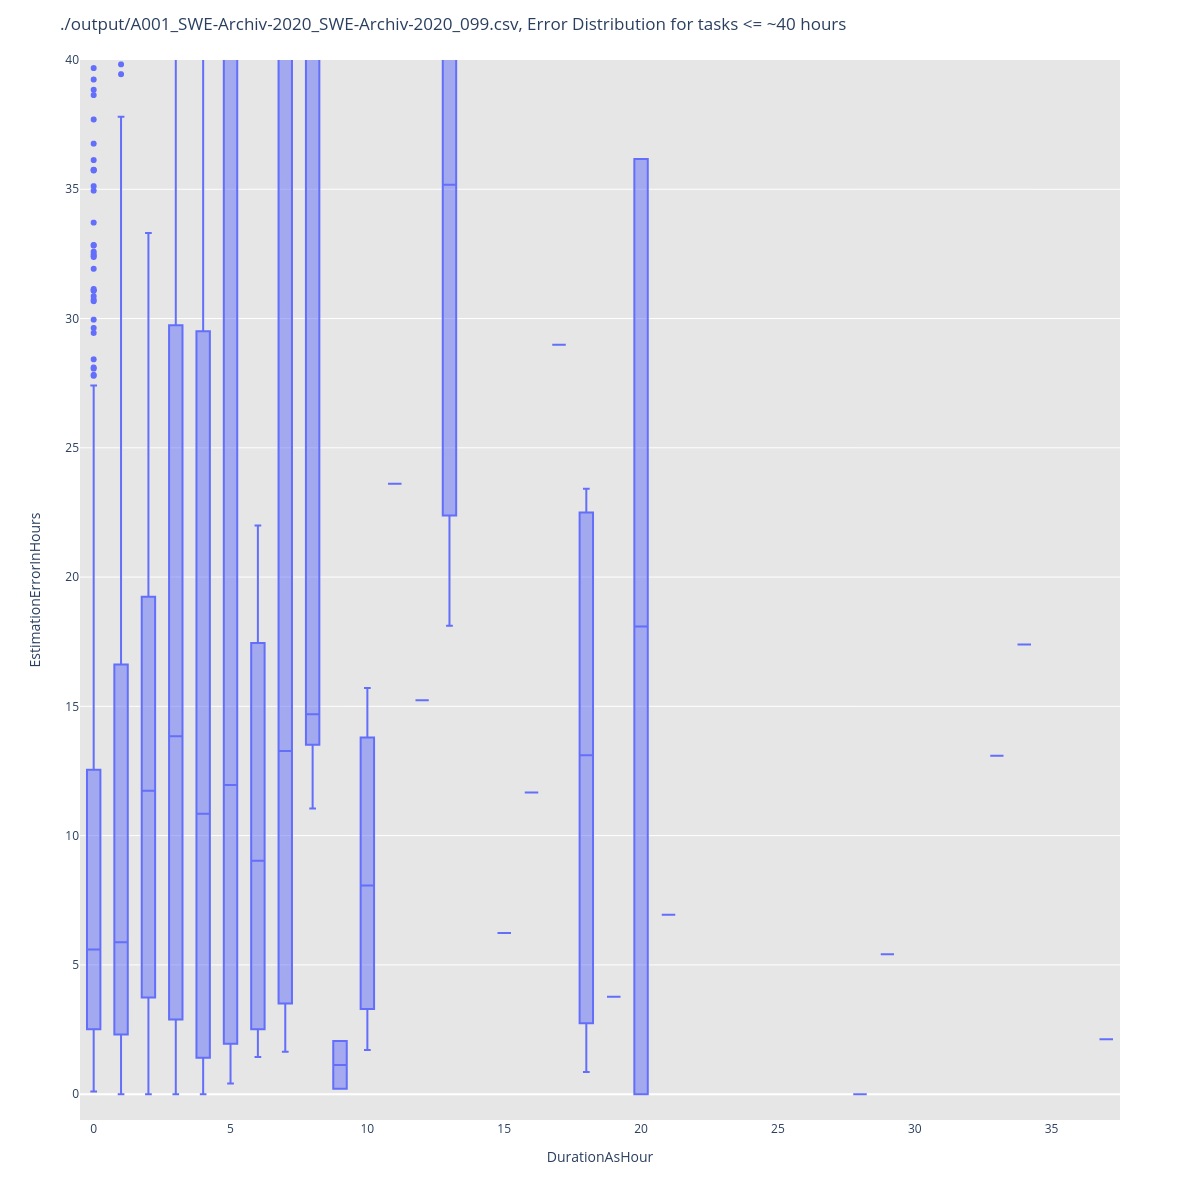 ./output/A001_SWE-Archiv-2020_SWE-Archiv-2020_099.csv, Error Distribution for tasks <= ~40 hours
40
35
30
25
20
15
10
5
0
EstimationErrorInHours
0 5 10 15 20 25 30 35
DurationAsHour